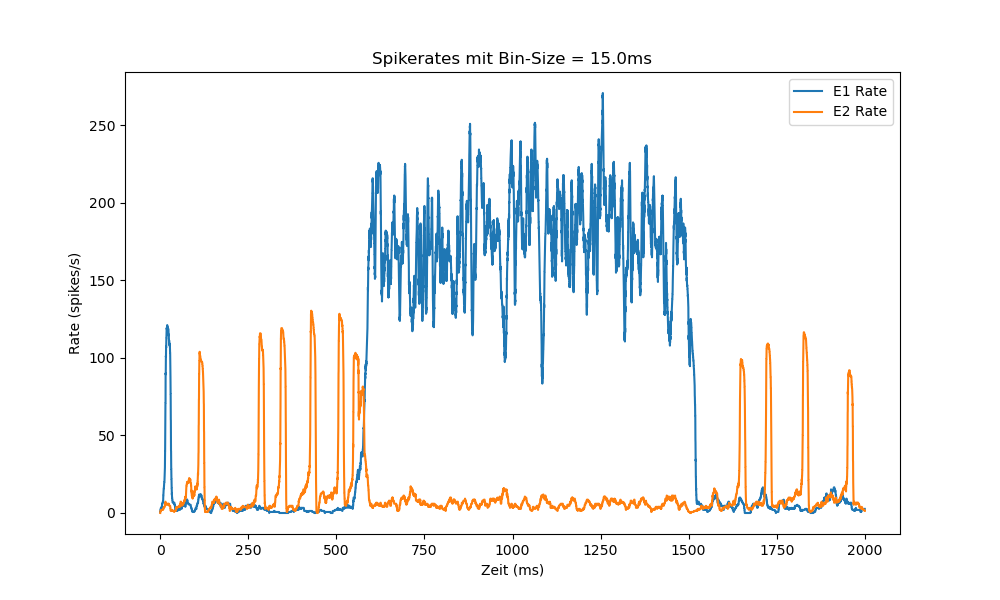 Spikerates mit Bin-Size = 15.0ms
E1 Rate
E2 Rate
Rate (spikes/s)
250
200
150
100
50
0
0 250 500 750 1000 1250 1500 1750 2000
Zeit (ms)